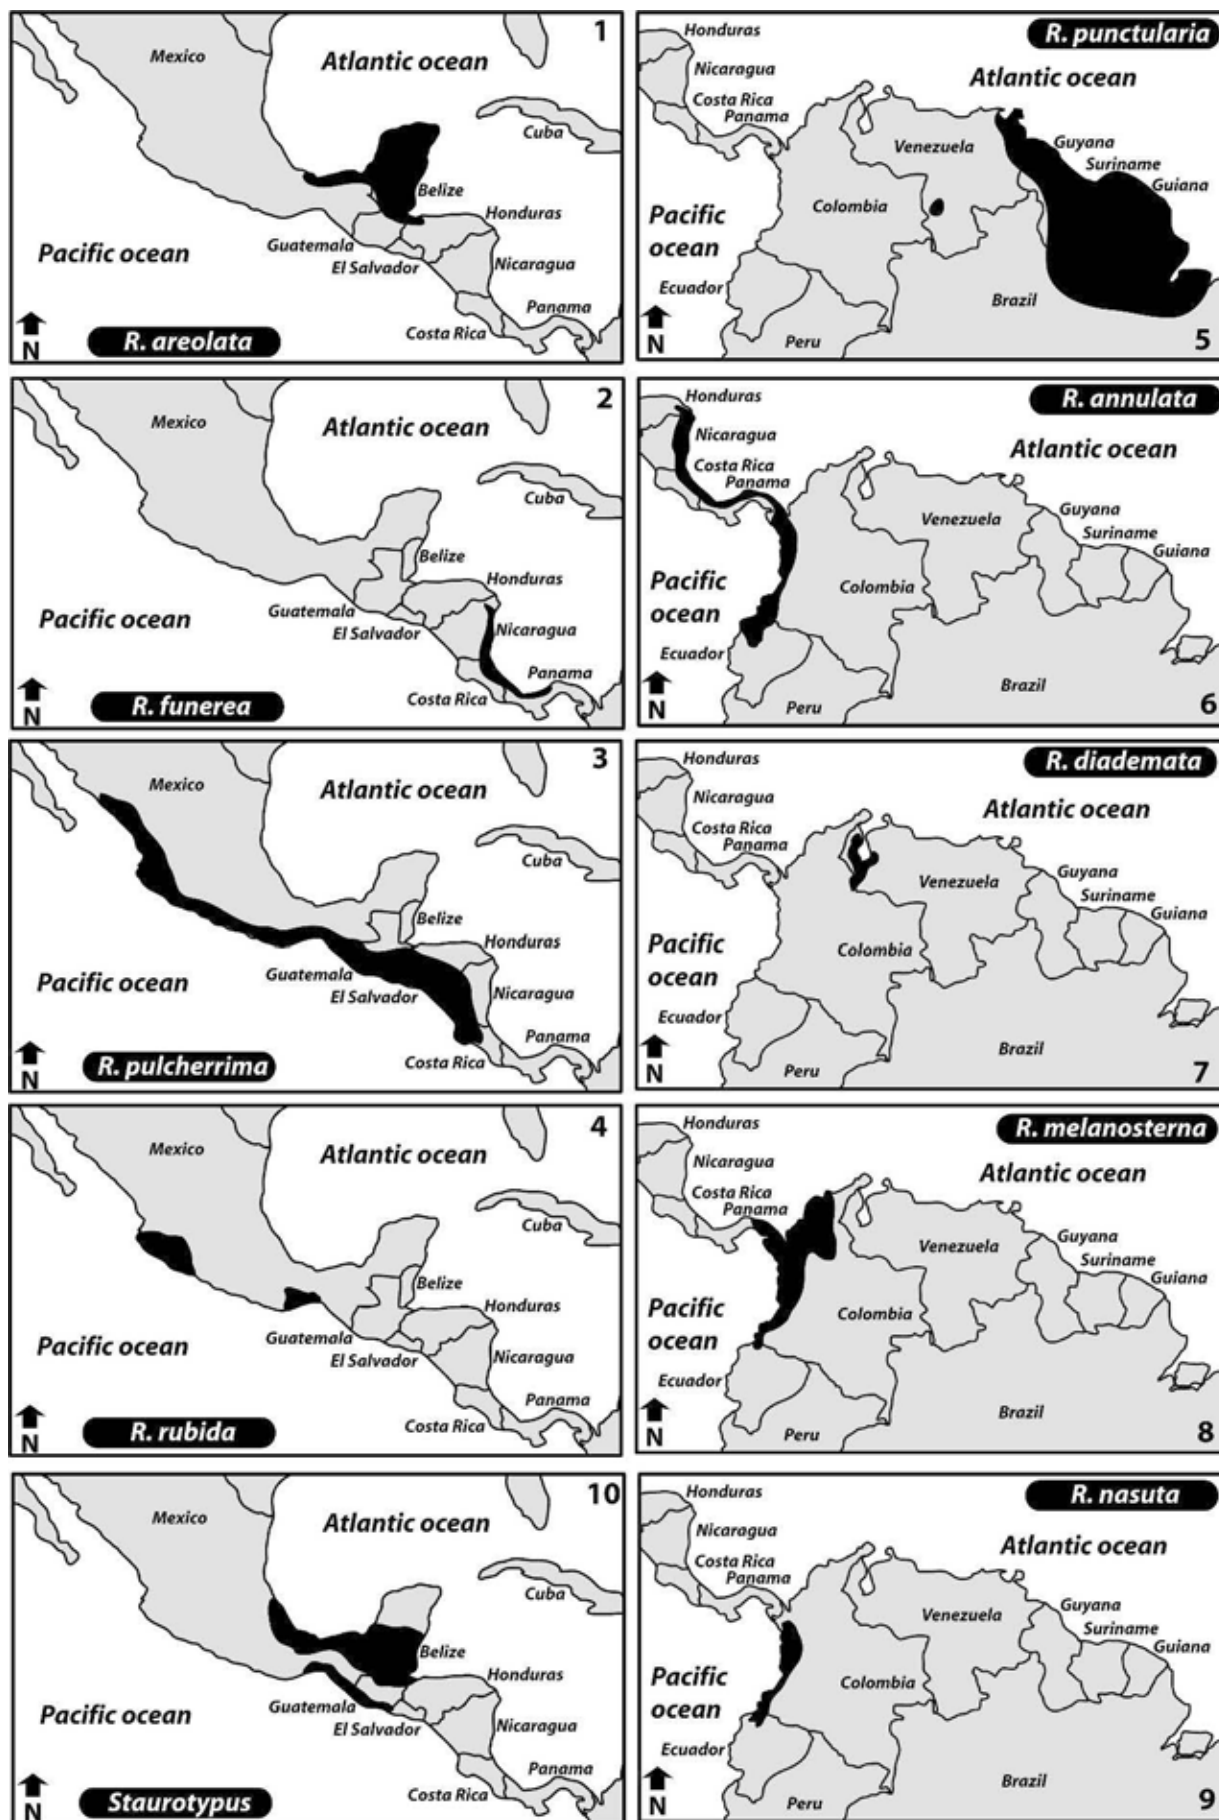 1
Mexico
Atlantic ocean
Cuba
Belize
Honduras
Guatemala
El Salvador
Nicaragua
Pacific ocean
Panama
Costa Rica
N
R. areolata
2
Mexico
Atlantic ocean
Cuba
Belize
Honduras
Guatemala
El Salvador
Nicaragua
Pacific ocean
Panama
Costa Rica
N
R. funerea
3
Mexico
Atlantic ocean
Cuba
Belize
Honduras
Guatemala
El Salvador
Nicaragua
Pacific ocean
Panama
Costa Rica
N
R. pulcherrima
4
Mexico
Atlantic ocean
Cuba
Belize
Honduras
Guatemala
El Salvador
Nicaragua
Pacific ocean
Panama
Costa Rica
N
R. rubida
10
Mexico
Atlantic ocean
Cuba
Belize
Honduras
Guatemala
El Salvador
Nicaragua
Pacific ocean
Panama
Costa Rica
N
Staurotypus
R. punctularia
Honduras
Nicaragua
Atlantic ocean
Costa Rica
Panama
Venezuela
Guyana
Suriname
Guiana
Colombia
Pacific
ocean
Ecuador
Brazil
Peru
N
5
R. annulata
Honduras
Nicaragua
Atlantic ocean
Costa Rica
Panama
Venezuela
Guyana
Suriname
Guiana
Colombia
Pacific
ocean
Ecuador
Brazil
Peru
N
6
R. diademata
Honduras
Nicaragua
Atlantic ocean
Costa Rica
Panama
Venezuela
Guyana
Suriname
Guiana
Colombia
Pacific
ocean
Ecuador
Brazil
Peru
N
7
R. melanosterna
Honduras
Nicaragua
Atlantic ocean
Costa Rica
Panama
Venezuela
Guyana
Suriname
Guiana
Colombia
Pacific
ocean
Ecuador
Brazil
Peru
N
8
R. nasuta
Honduras
Nicaragua
Atlantic ocean
Costa Rica
Panama
Venezuela
Guyana
Suriname
Guiana
Colombia
Pacific
ocean
Ecuador
Brazil
Peru
N
9